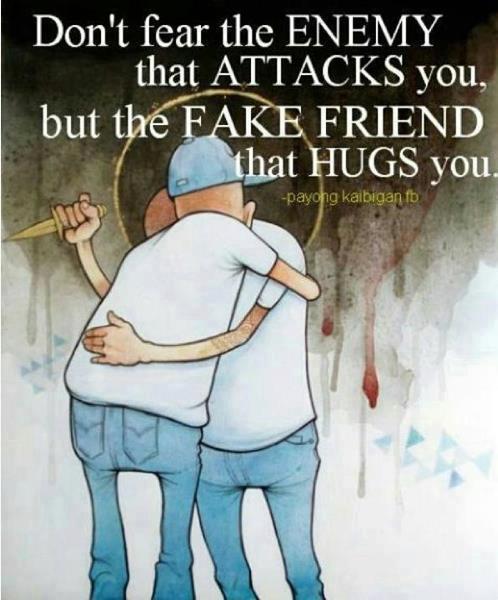 Don't fear the ENEMY
that ATTACKS you,
but the FAKE FRIEND
that HUGS you.
-payong kaibigan fb